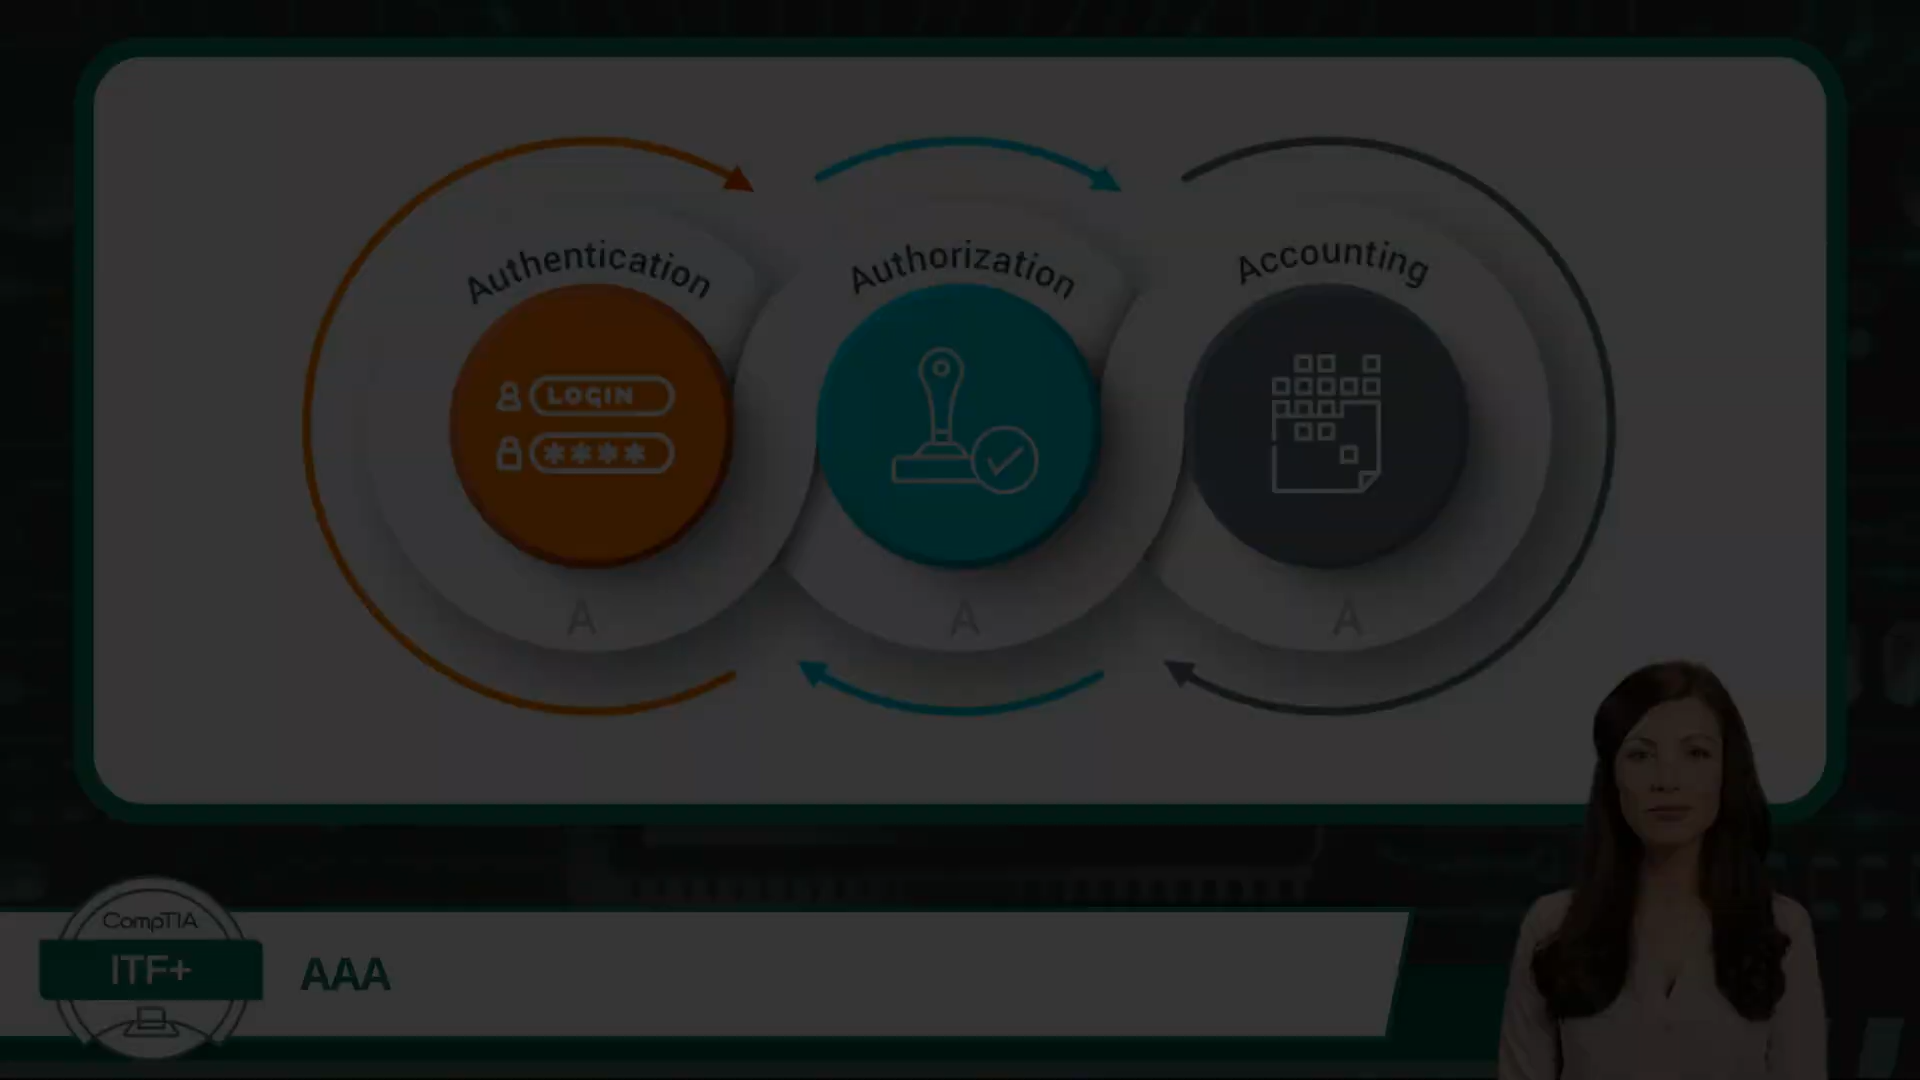 Authentication
Authorization
Accounting
LOGIN
****
A
A
A
CompTIA
ITF+
AAA